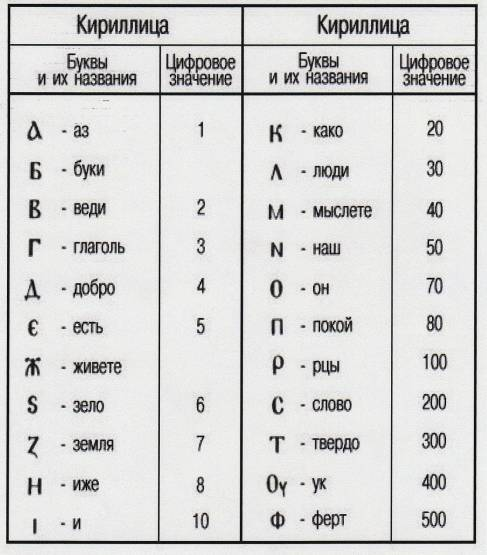 Кириллица Кириллица
Буквы и их названия Цифровое значение Буквы и их названия Цифровое значение
Ѧ - аз 1 К - како 20
Б - буки Л - люди 30
В - веди 2 М - мыслете 40
Г - глаголь 3 N - наш 50
Д - добро 4 О - он 70
Є - есть 5 П - покой 80
Ж - живете Р - рцы 100
Ѕ - зело 6 С - слово 200
Z - земля 7 Т - твердо 300
Н - иже 8 Оу - ук 400
І - и 10 Ф - ферт 500